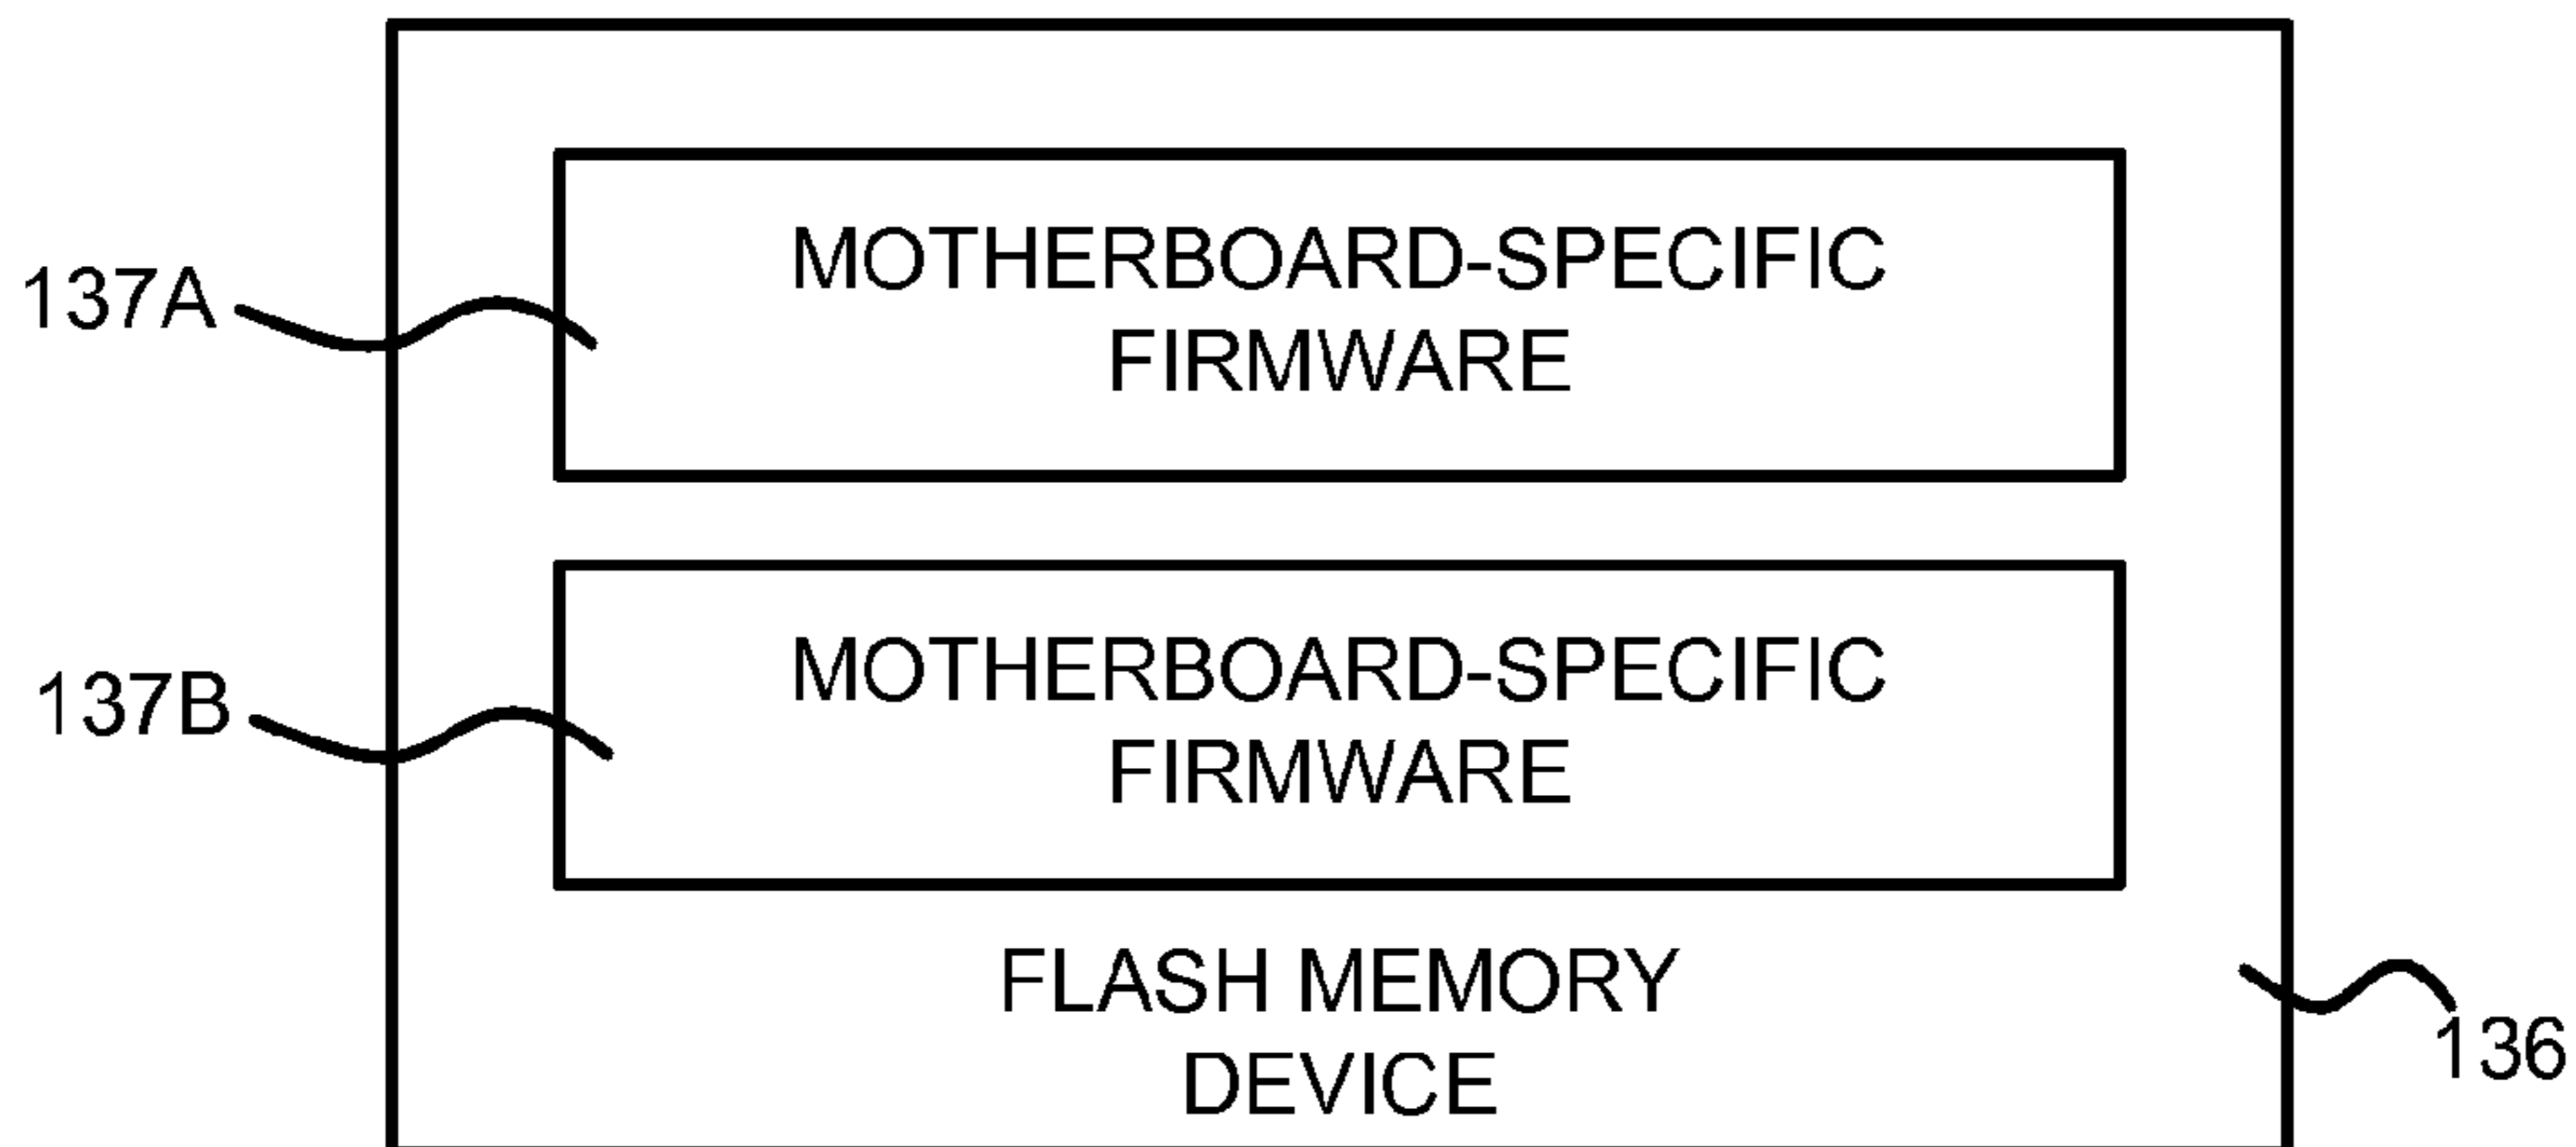 MOTHERBOARD-SPECIFIC
FIRMWARE
137A
MOTHERBOARD-SPECIFIC
FIRMWARE
137B
FLASH MEMORY
DEVICE
136